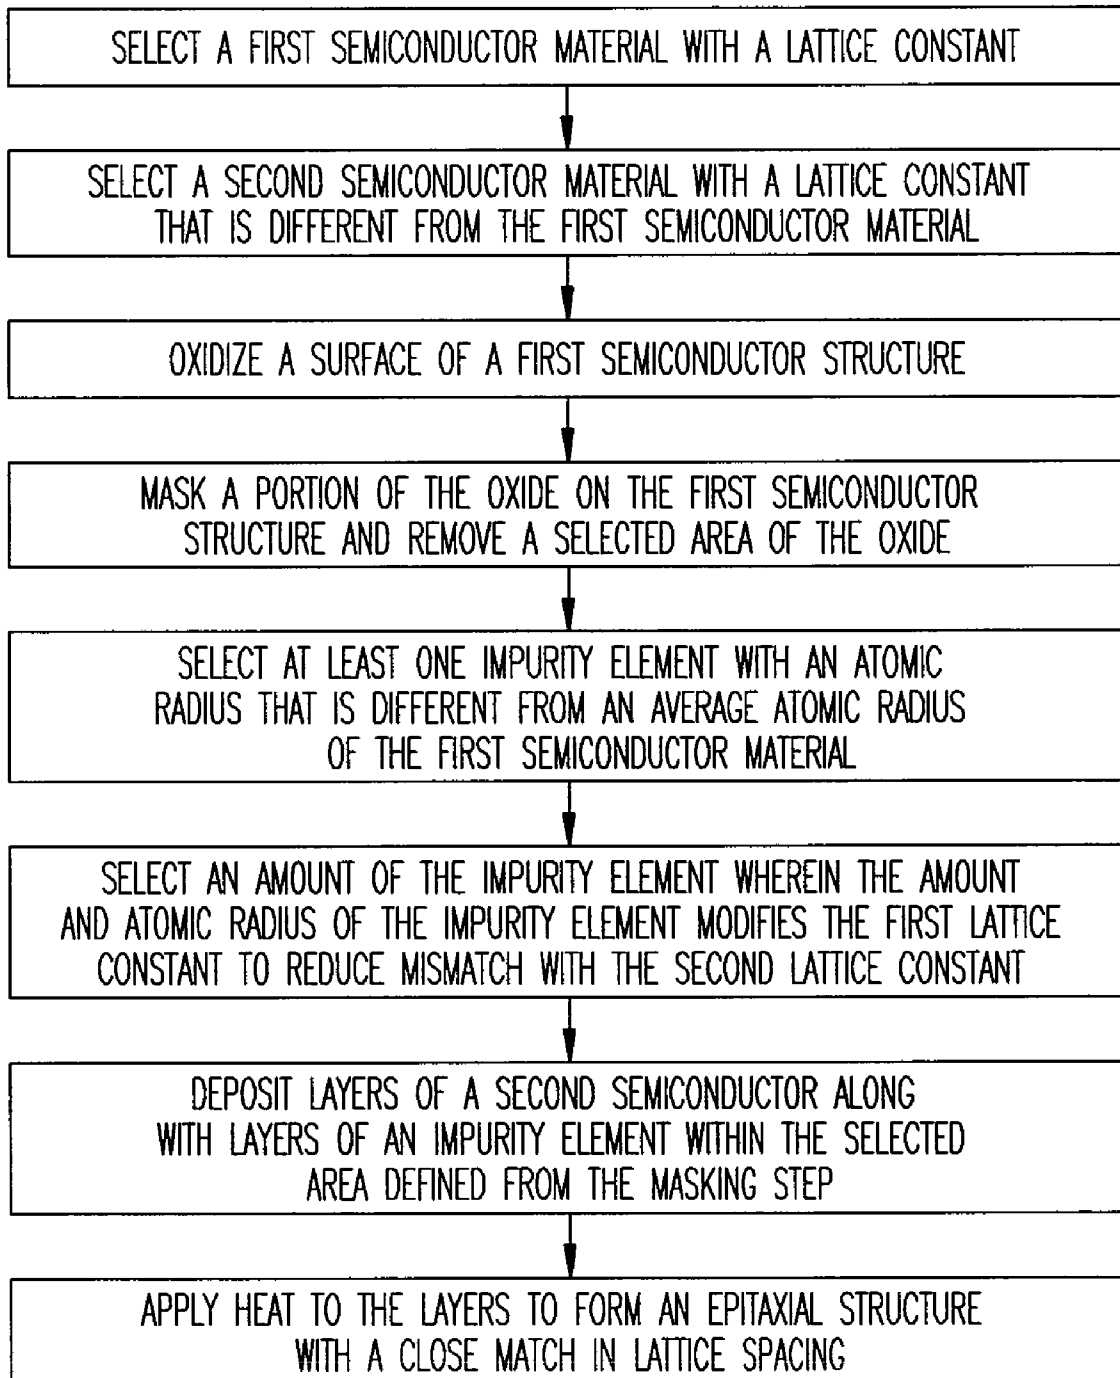 SELECT A FIRST SEMICONDUCTOR MATERIAL WITH A LATTICE CONSTANT
SELECT A SECOND SEMICONDUCTOR MATERIAL WITH A LATTICE CONSTANT
THAT IS DIFFERENT FROM THE FIRST SEMICONDUCTOR MATERIAL
OXIDIZE A SURFACE OF A FIRST SEMICONDUCTOR STRUCTURE
MASK A PORTION OF THE OXIDE ON THE FIRST SEMICONDUCTOR
STRUCTURE AND REMOVE A SELECTED AREA OF THE OXIDE
SELECT AT LEAST ONE IMPURITY ELEMENT WITH AN ATOMIC
RADIUS THAT IS DIFFERENT FROM AN AVERAGE ATOMIC RADIUS
OF THE FIRST SEMICONDUCTOR MATERIAL
SELECT AN AMOUNT OF THE IMPURITY ELEMENT WHEREIN THE AMOUNT
AND ATOMIC RADIUS OF THE IMPURITY ELEMENT MODIFIES THE FIRST LATTICE
CONSTANT TO REDUCE MISMATCH WITH THE SECOND LATTICE CONSTANT
DEPOSIT LAYERS OF A SECOND SEMICONDUCTOR ALONG
WITH LAYERS OF AN IMPURITY ELEMENT WITHIN THE SELECTED
AREA DEFINED FROM THE MASKING STEP
APPLY HEAT TO THE LAYERS TO FORM AN EPITAXIAL STRUCTURE
WITH A CLOSE MATCH IN LATTICE SPACING